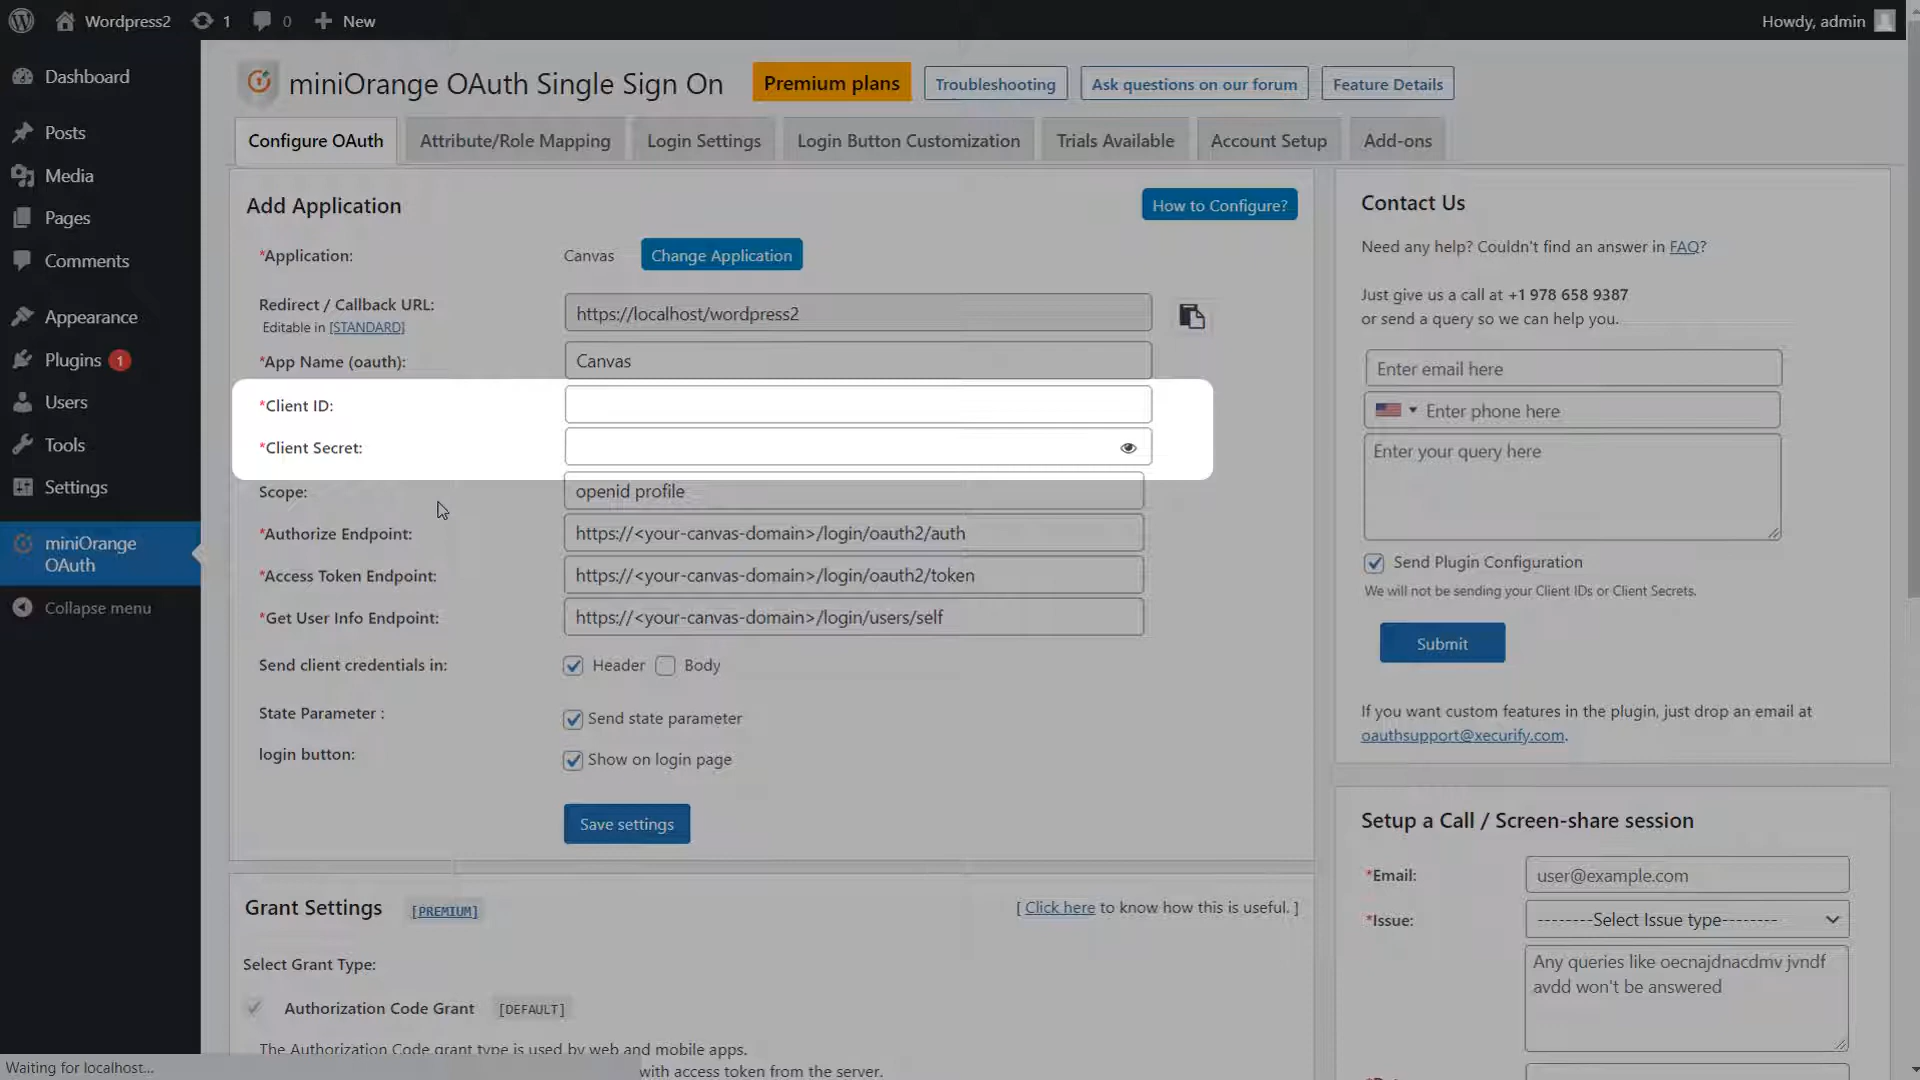 Wordpress2
1
0
New
Howdy, admin
Dashboard
Posts
Media
Pages
Comments
Appearance
Plugins 1
Users
Tools
Settings
miniOrange
OAuth
Collapse menu
miniOrange OAuth Single Sign On
Premium plans
Troubleshooting
Ask questions on our forum
Feature Details
Configure OAuth
Attribute/Role Mapping
Login Settings
Login Button Customization
Trials Available
Account Setup
Add-ons
Add Application
How to Configure?
*Application:
Canvas
Change Application
Redirect / Callback URL:
Editable in [STANDARD]
https://localhost/wordpress2
*App Name (oauth):
Canvas
*Client ID:
*Client Secret:
Scope:
openid profile
*Authorize Endpoint:
https://<your-canvas-domain>/login/oauth2/auth
*Access Token Endpoint:
https://<your-canvas-domain>/login/oauth2/token
*Get User Info Endpoint:
https://<your-canvas-domain>/login/users/self
Send client credentials in:
Header
Body
State Parameter :
Send state parameter
login button:
Show on login page
Save settings
Grant Settings
[PREMIUM]
[ Click here to know how this is useful. ]
Select Grant Type:
Authorization Code Grant
[DEFAULT]
The Authorization Code grant type is used by web and mobile apps.
with access token from the server.
Contact Us
Need any help? Couldn't find an answer in FAQ?
Just give us a call at +1 978 658 9387
or send a query so we can help you.
Enter email here
Enter phone here
Enter your query here
Send Plugin Configuration
We will not be sending your Client IDs or Client Secrets.
Submit
If you want custom features in the plugin, just drop an email at
oauthsupport@xecurify.com.
Setup a Call / Screen-share session
*Email:
user@example.com
*Issue:
--------Select Issue type--------
Any queries like oecnajdnacdmv jvndf
avdd won't be answered
Waiting for localhost...